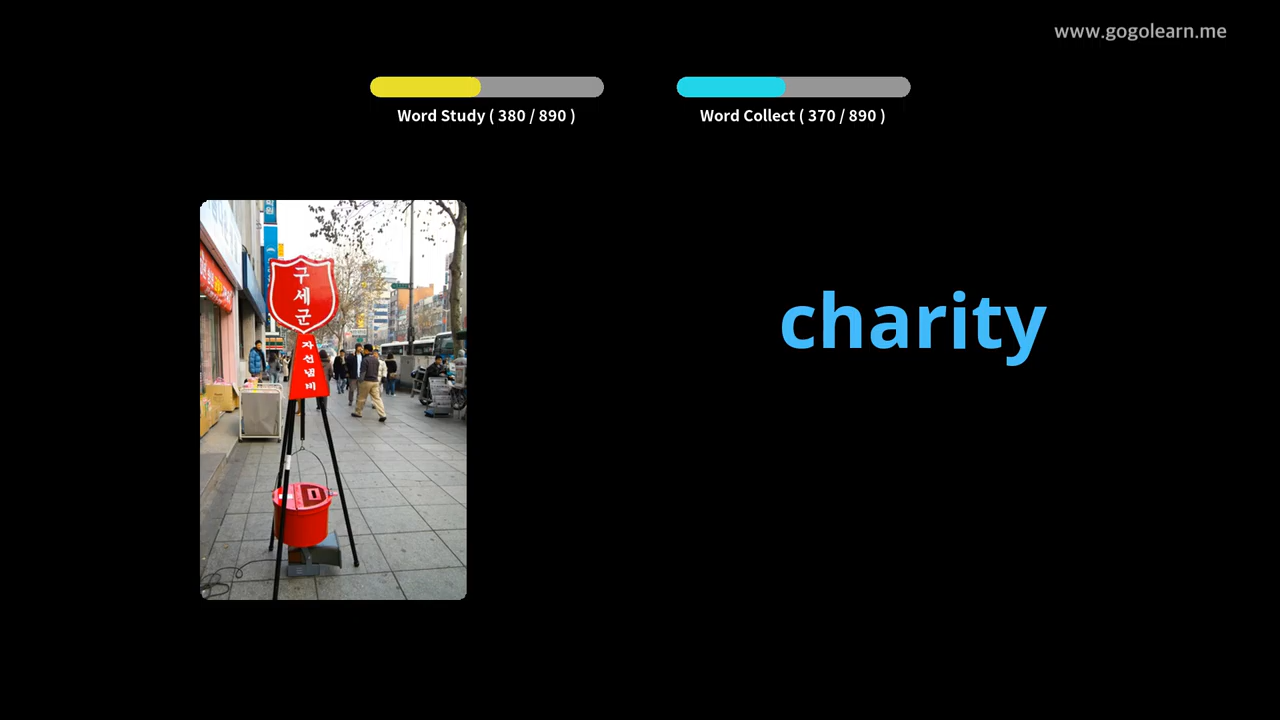 www.gogolearn.me
Word Study ( 380 / 890 )
Word Collect ( 370 / 890 )
구
세
군
자
선
냄
비
charity